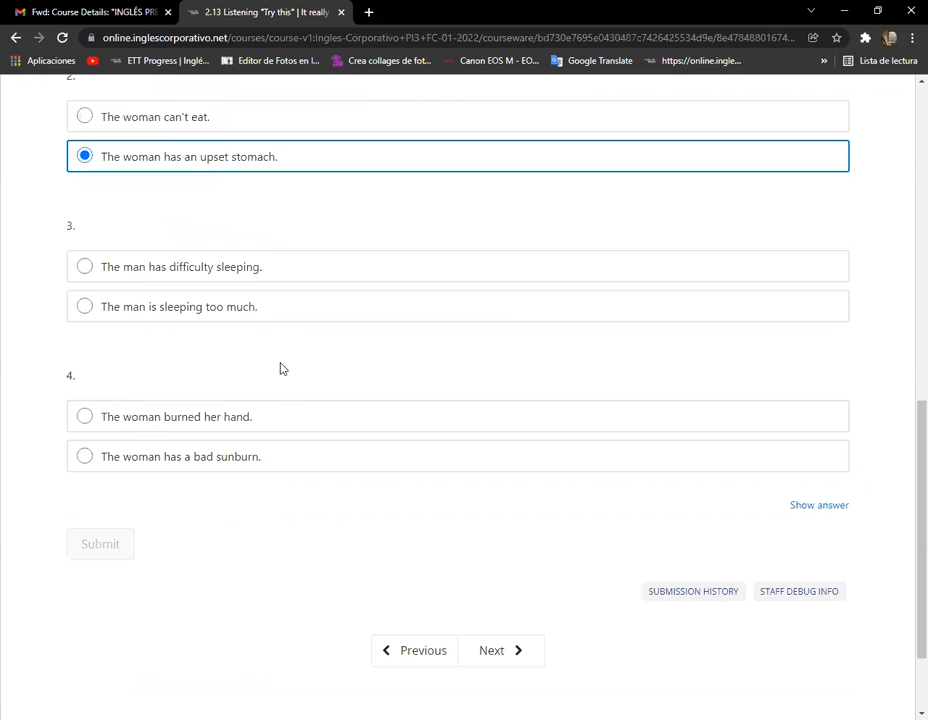 Fwd: Course Details: "INGLÉS PRE
2.13 Listening "Try this" | It really
online.inglescorporativo.net/courses/course-v1:Ingles-Corporativo+PI3+FC-01-2022/courseware/bd730e7695e0430487c7426425534d9e/8e47848801674...
Aplicaciones
ETT Progress | Inglé...
Editor de Fotos en l...
Crea collages de fot...
Canon EOS M - EO...
Google Translate
https://online.ingle...
»
Lista de lectura
2.
The woman can't eat.
The woman has an upset stomach.
3.
The man has difficulty sleeping.
The man is sleeping too much.
4.
The woman burned her hand.
The woman has a bad sunburn.
Show answer
Submit
SUBMISSION HISTORY
STAFF DEBUG INFO
Previous
Next